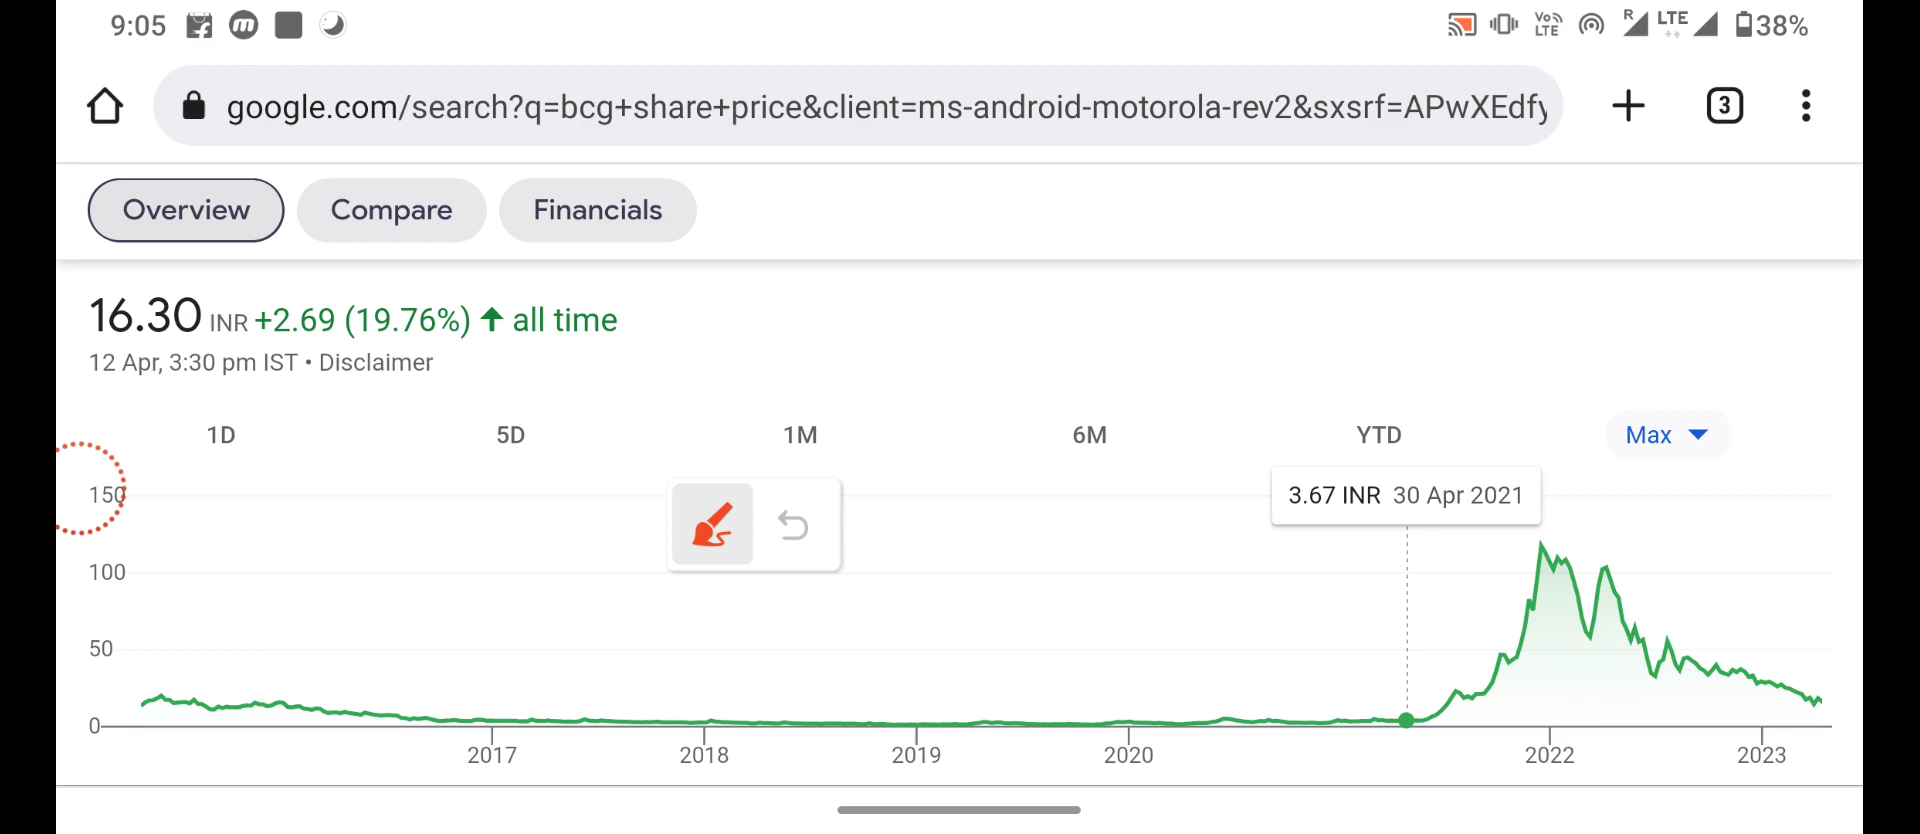 9:05 m Vo LTE R LTE 38%
google.com/search?q=bcg+share+price&client=ms-android-motorola-rev2&sxsrf=APwXEdfy
3
Overview Compare Financials
16.30 INR +2.69 (19.76%) ↑ all time
12 Apr, 3:30 pm IST • Disclaimer
1D 5D 1M 6M YTD Max
150
3.67 INR 30 Apr 2021
100
50
0
2017 2018 2019 2020 2022 2023